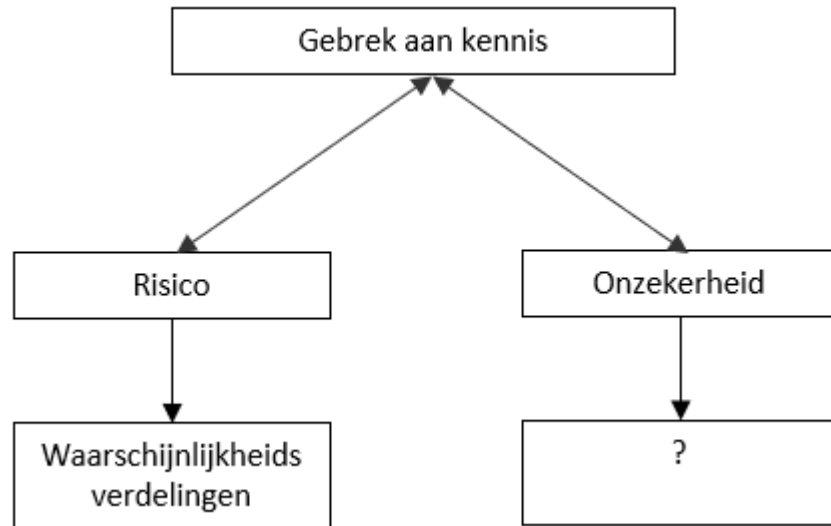 Gebrek aan kennis
Risico
Onzekerheid
Waarschijnlijkheids
verdelingen
?